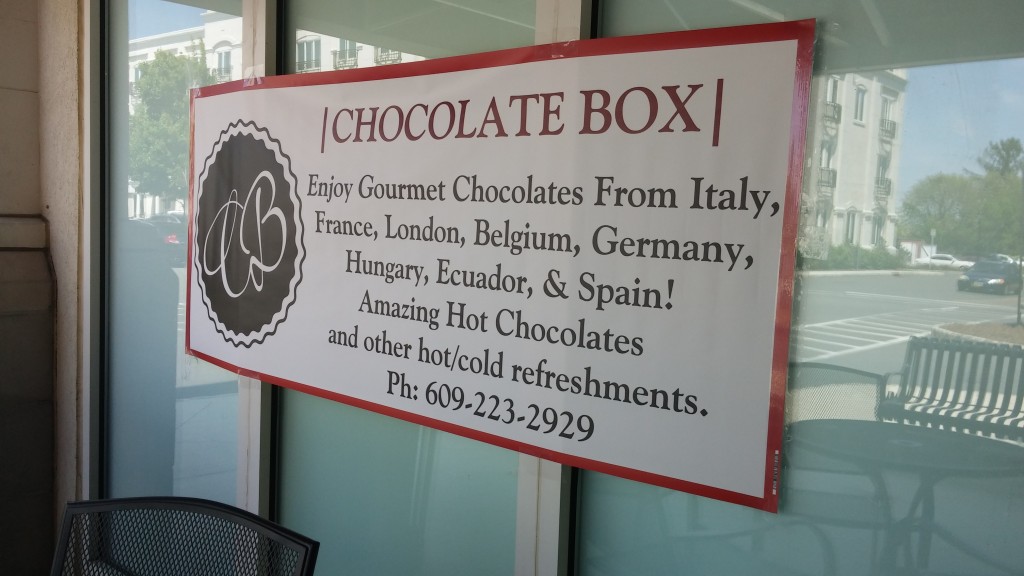 |CHOCOLATE BOX|
CB
Enjoy Gourmet Chocolates From Italy,
France, London, Belgium, Germany,
Hungary, Ecuador, & Spain!
Amazing Hot Chocolates
and other hot/cold refreshments.
Ph: 609-223-2929